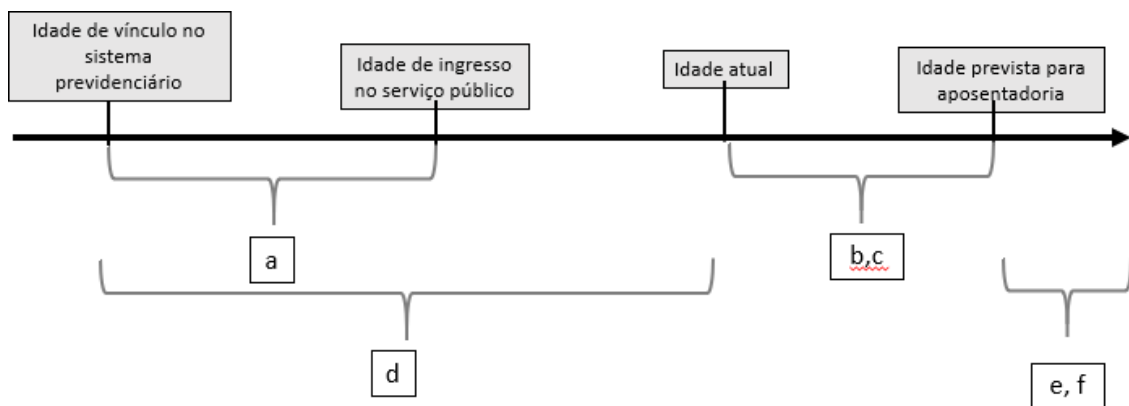 Idade de vínculo no
sistema
previdenciário
Idade de ingresso
no serviço público
Idade atual
Idade prevista para
aposentadoria
a
b,c
d
e, f